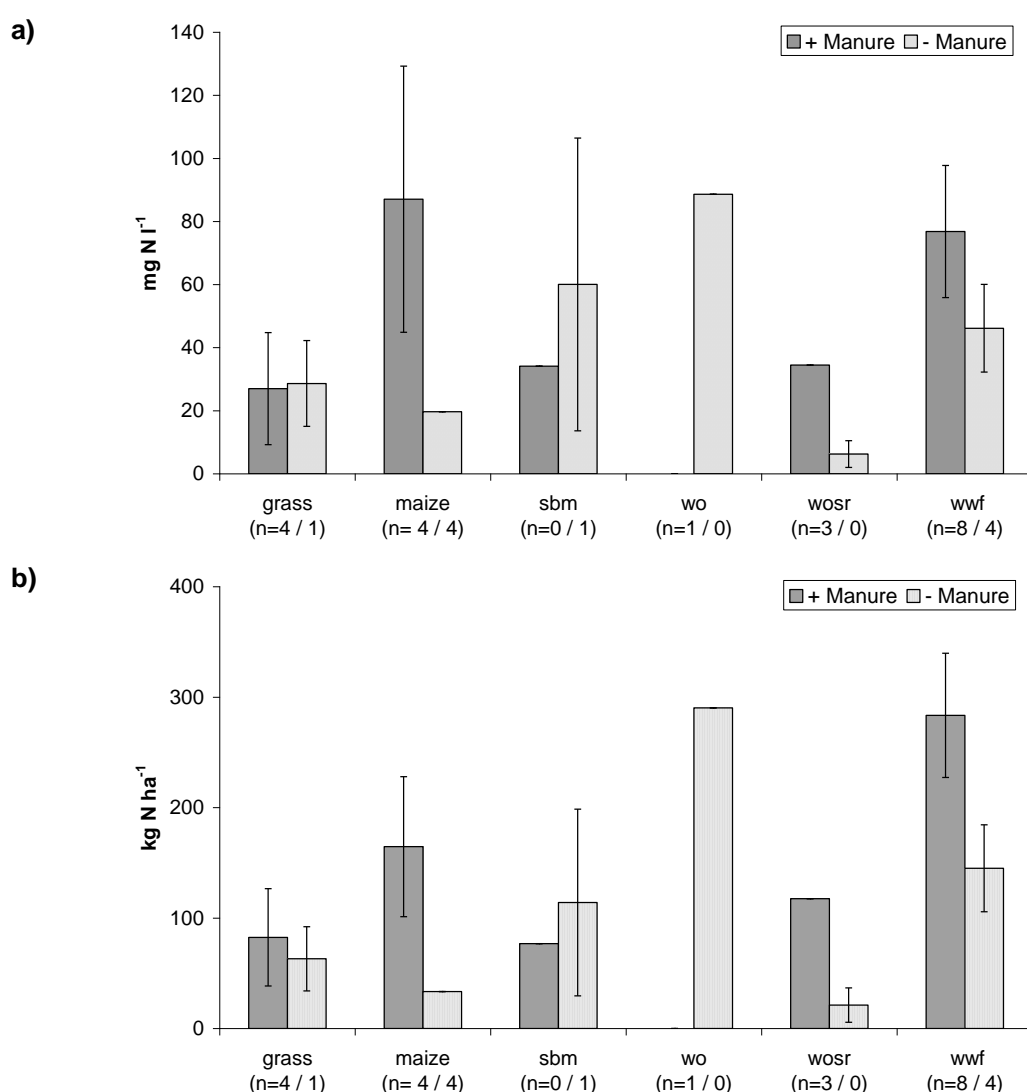 a)
+ Manure - Manure
140
120
100
80
60
40
20
0
mg N l⁻¹
grass maize sbm wo wosr wwf
(n=4 / 1) (n= 4 / 4) (n=0 / 1) (n=1 / 0) (n=3 / 0) (n=8 / 4)
b)
+ Manure - Manure
400
300
200
100
0
kg N ha⁻¹
grass maize sbm wo wosr wwf
(n=4 / 1) (n= 4 / 4) (n=0 / 1) (n=1 / 0) (n=3 / 0) (n=8 / 4)